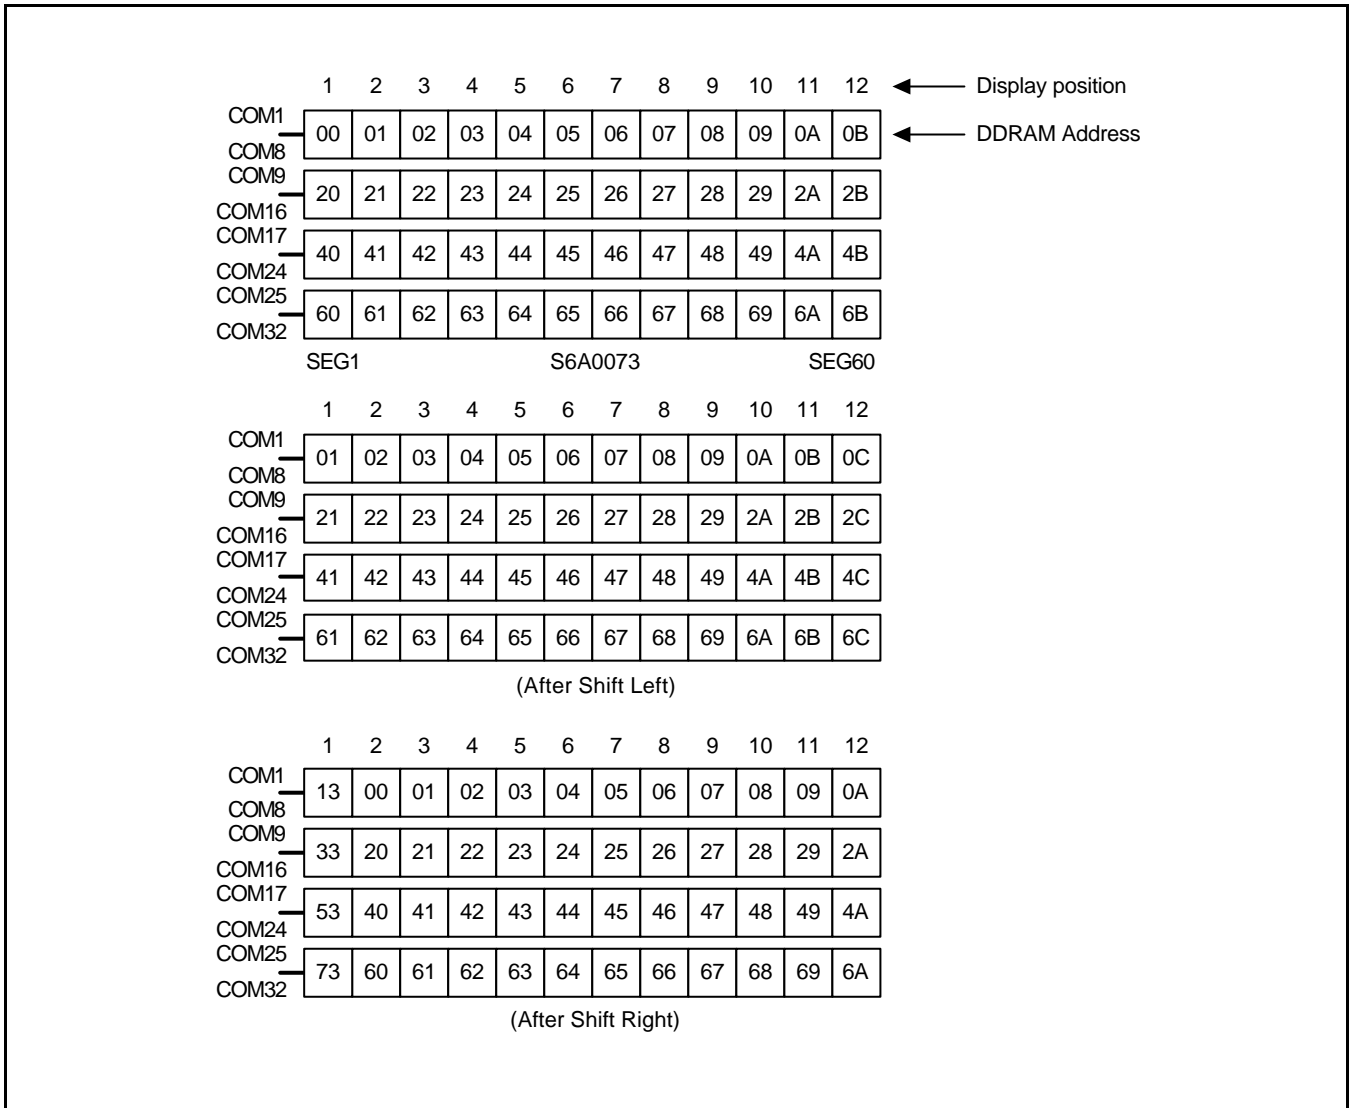 1 2 3 4 5 6 7 8 9 10 11 12 Display position
COM1
00 01 02 03 04 05 06 07 08 09 0A 0B DDRAM Address
COM8
COM9
20 21 22 23 24 25 26 27 28 29 2A 2B
COM16
COM17
40 41 42 43 44 45 46 47 48 49 4A 4B
COM24
COM25
60 61 62 63 64 65 66 67 68 69 6A 6B
COM32
SEG1 S6A0073 SEG60
1 2 3 4 5 6 7 8 9 10 11 12
COM1
01 02 03 04 05 06 07 08 09 0A 0B 0C
COM8
COM9
21 22 23 24 25 26 27 28 29 2A 2B 2C
COM16
COM17
41 42 43 44 45 46 47 48 49 4A 4B 4C
COM24
COM25
61 62 63 64 65 66 67 68 69 6A 6B 6C
COM32
(After Shift Left)
1 2 3 4 5 6 7 8 9 10 11 12
COM1
13 00 01 02 03 04 05 06 07 08 09 0A
COM8
COM9
33 20 21 22 23 24 25 26 27 28 29 2A
COM16
COM17
53 40 41 42 43 44 45 46 47 48 49 4A
COM24
COM25
73 60 61 62 63 64 65 66 67 68 69 6A
COM32
(After Shift Right)